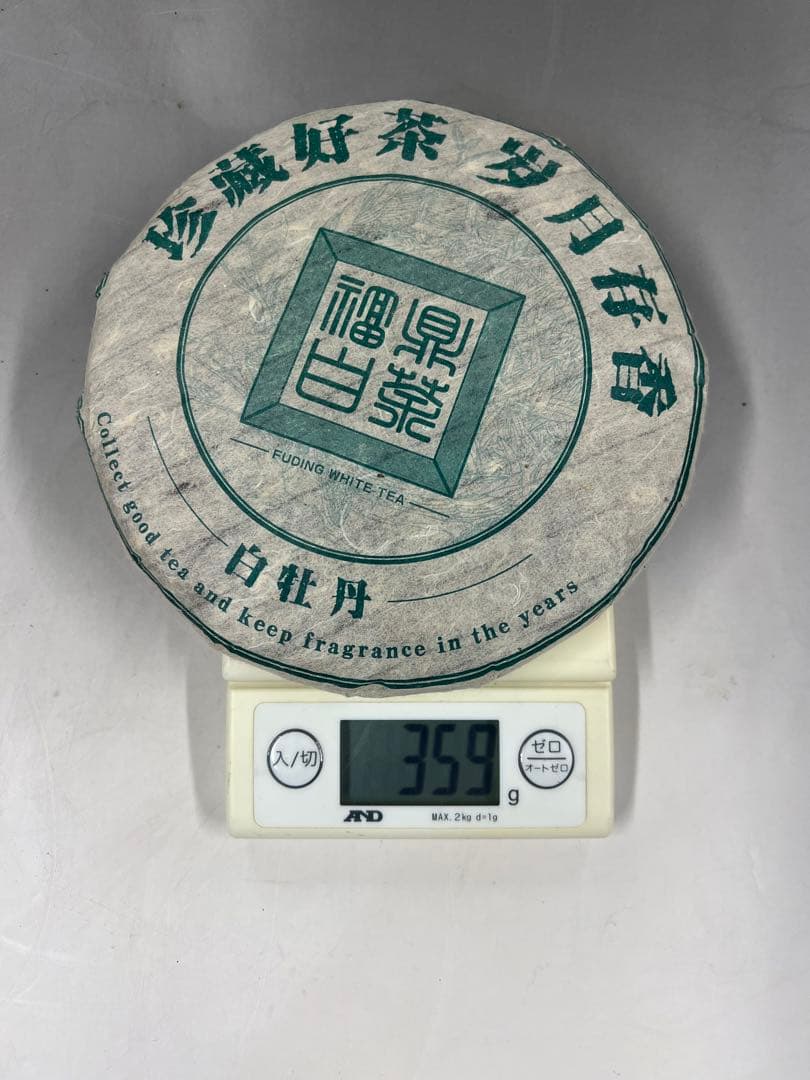 珍藏好茶 岁月存香
福鼎
白茶
FUDING WHITE TEA
白牡丹
Collect good tea and keep fragrance in the years
入/切
359 g
ゼロ
オートゼロ
AND
MAX. 2kg d=1g